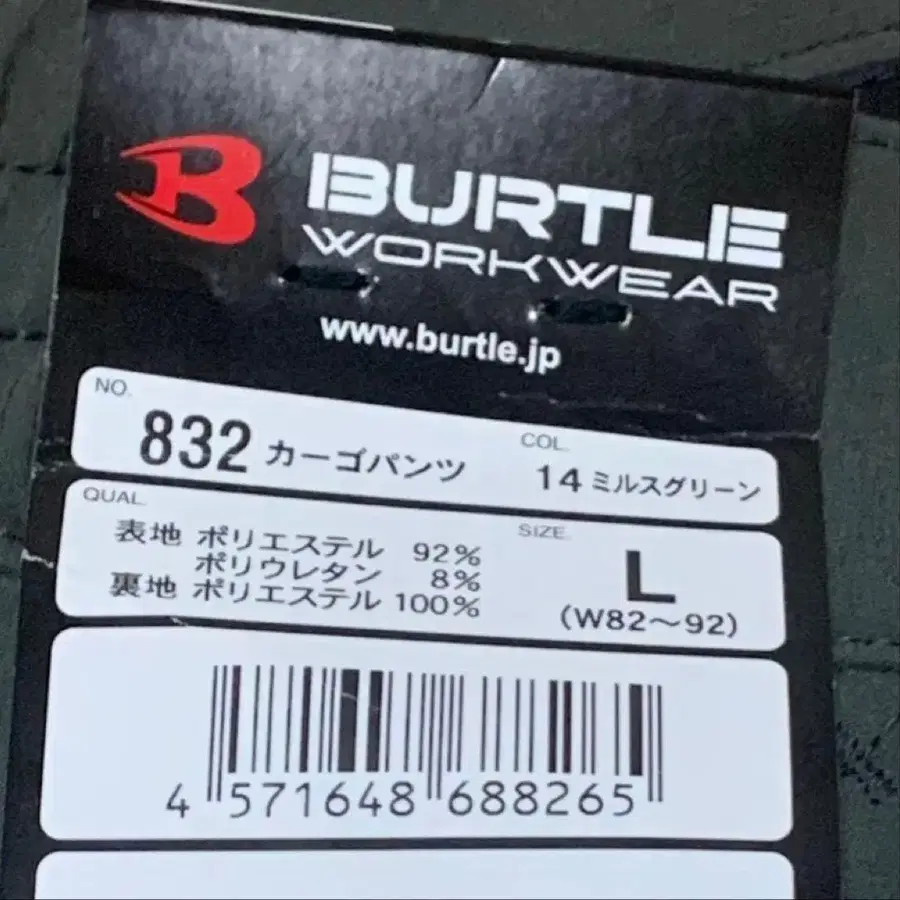 BURTLE
WORKWEAR
www.burtle.jp
NO.
832 カーゴパンツ
COL.
14 ミルスグリーン
QUAL.
表地 ポリエステル 92%
ポリウレタン 8%
裏地 ポリエステル 100%
SIZE.
L
(W82～92)
4 571648 688265